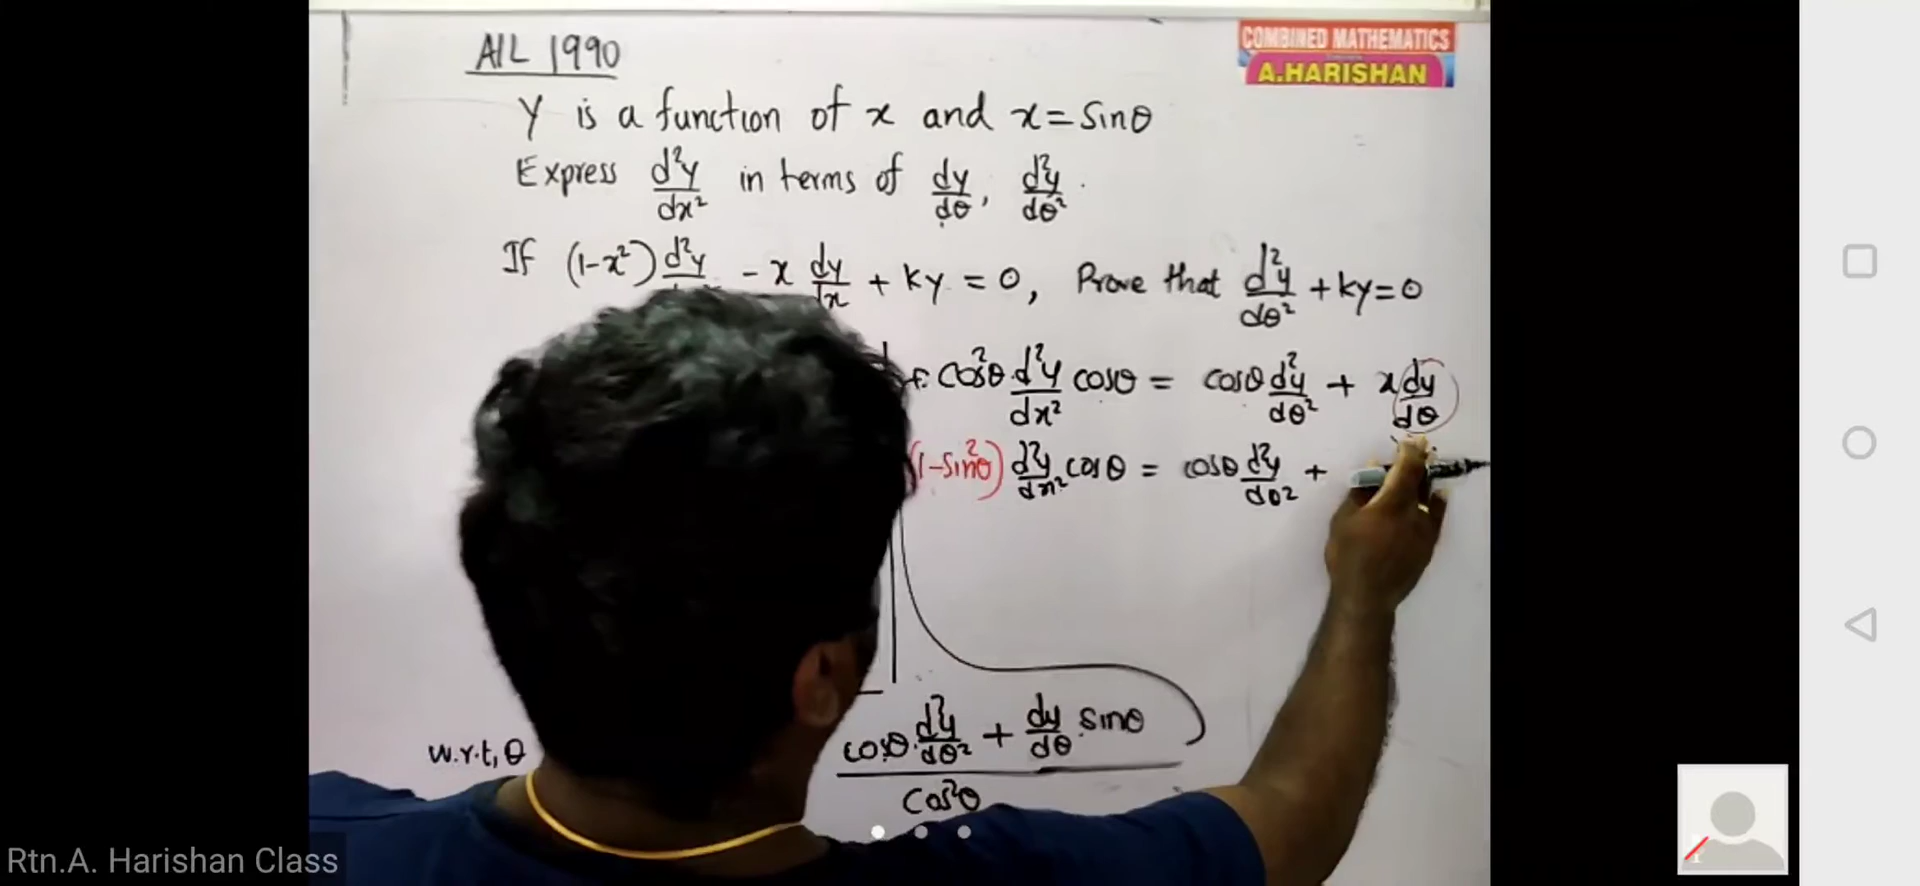 A/L 1990
COMBINED MATHEMATICS
A.HARISHAN
y is a function of x and x = sinθ
Express d²y/dx² in terms of dy/dθ, d²y/dθ².
If (1-x²) d²y - x dy/dx + ky = 0, Prove that d²y/dθ² + ky = 0
cos²θ. d²y/dx² cosθ = cosθ d²y/dθ² + x dy/dθ
(1-sin²θ) d²y/dx² cosθ = cosθ d²y/dθ² +
cosθ. d²y/dθ² + dy/dθ . sinθ
w.r.t, θ
cos²θ
Rtn.A. Harishan Class